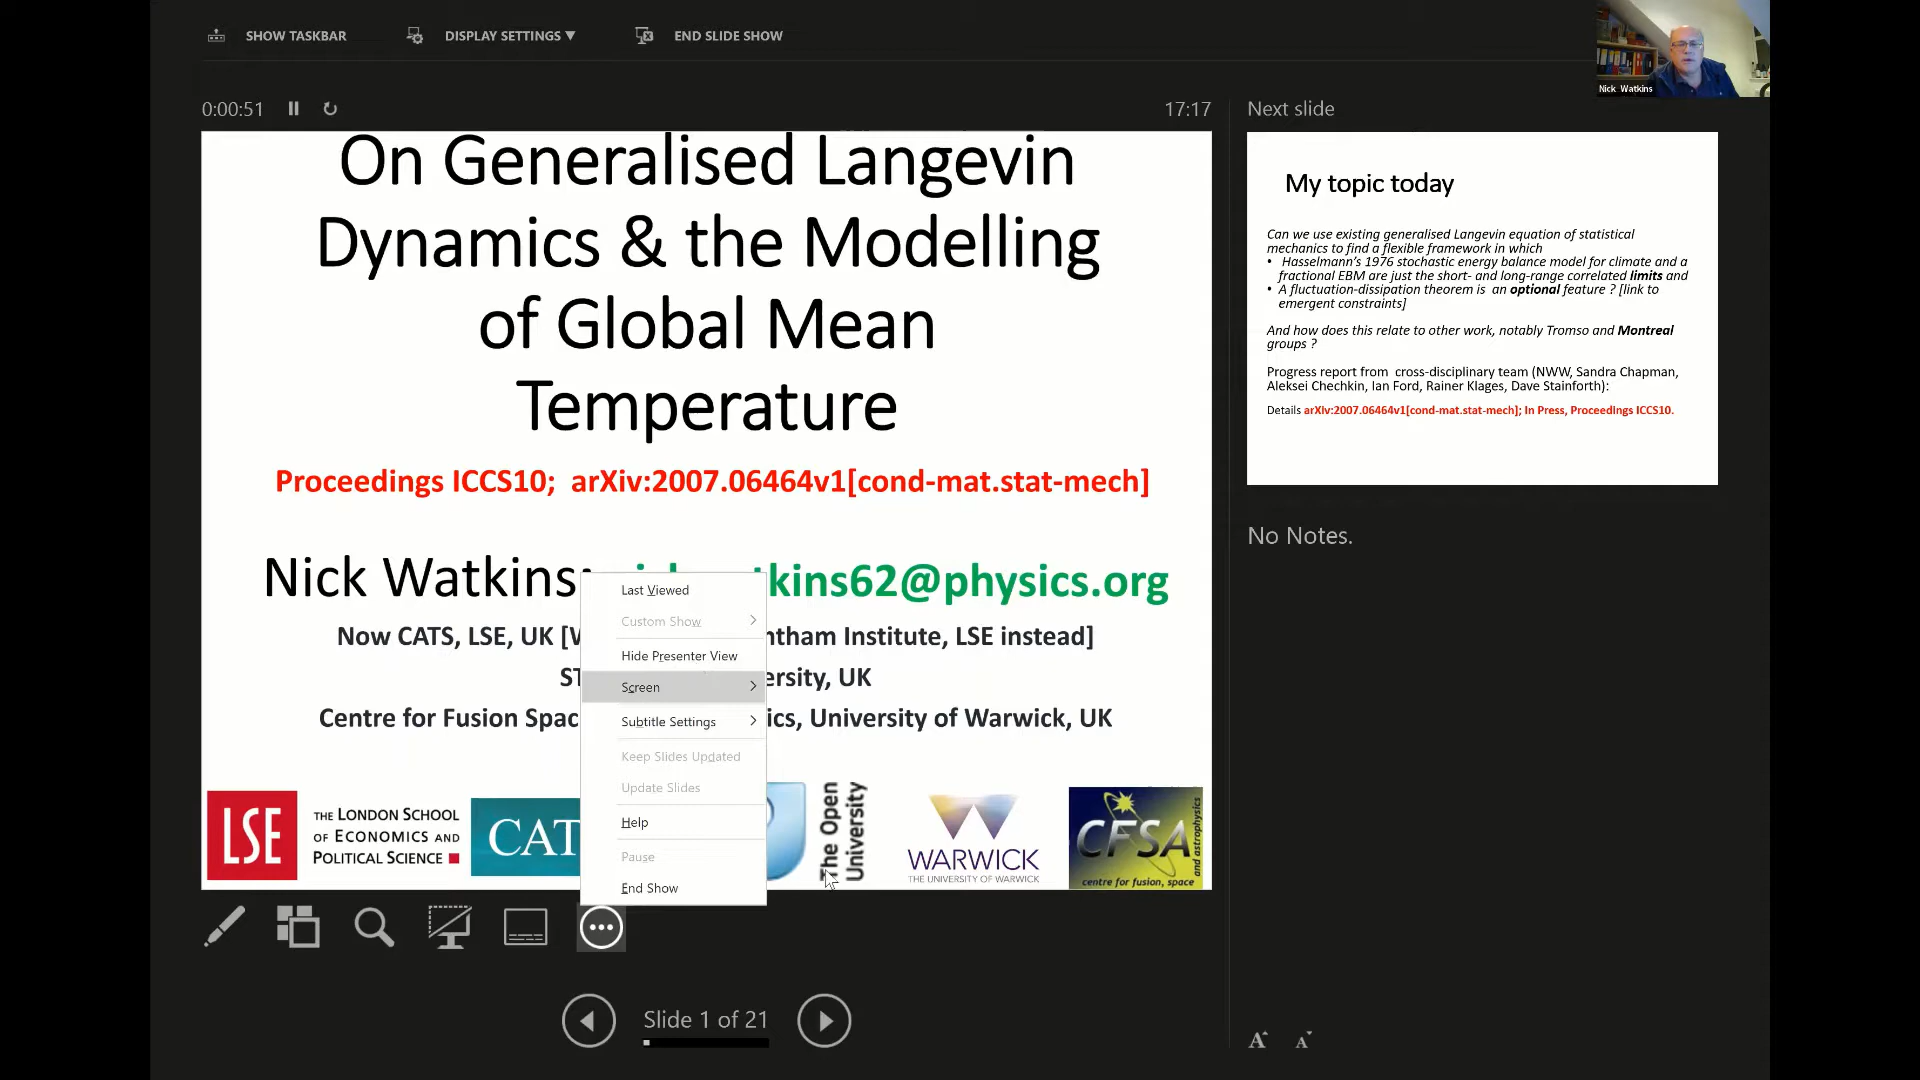 SHOW TASKBAR
DISPLAY SETTINGS ▼
END SLIDE SHOW
Nick Watkins
0:00:51
17:17
Next slide
On Generalised Langevin
Dynamics & the Modelling
of Global Mean
Temperature
Proceedings ICCS10; arXiv:2007.06464v1[cond-mat.stat-mech]
Nick Watkins:
kins62@physics.org
Now CATS, LSE, UK
Institute, LSE instead]
UK
Centre for Fusion
University of Warwick, UK
LSE
THE LONDON SCHOOL
OF ECONOMICS AND
POLITICAL SCIENCE
CAT
The Open
University
WARWICK
THE UNIVERSITY OF WARWICK
CFSA
centre for fusion, space
and astrophysics
Last Viewed
Custom Show
Hide Presenter View
Screen
Subtitle Settings
Keep Slides Updated
Update Slides
Help
Pause
End Show
Slide 1 of 21
My topic today
Can we use existing generalised Langevin equation of statistical
mechanics to find a flexible framework in which
• Hasselmann's 1976 stochastic energy balance model for climate and a
fractional EBM are just the short- and long-range correlated limits and
• A fluctuation-dissipation theorem is an optional feature ? [link to
emergent constraints]
And how does this relate to other work, notably Tromso and Montreal
groups ?
Progress report from cross-disciplinary team (NWW, Sandra Chapman,
Aleksei Chechkin, Ian Ford, Rainer Klages, Dave Stainforth):
Details arXiv:2007.06464v1[cond-mat.stat-mech]; In Press, Proceedings ICCS10.
No Notes.
A A